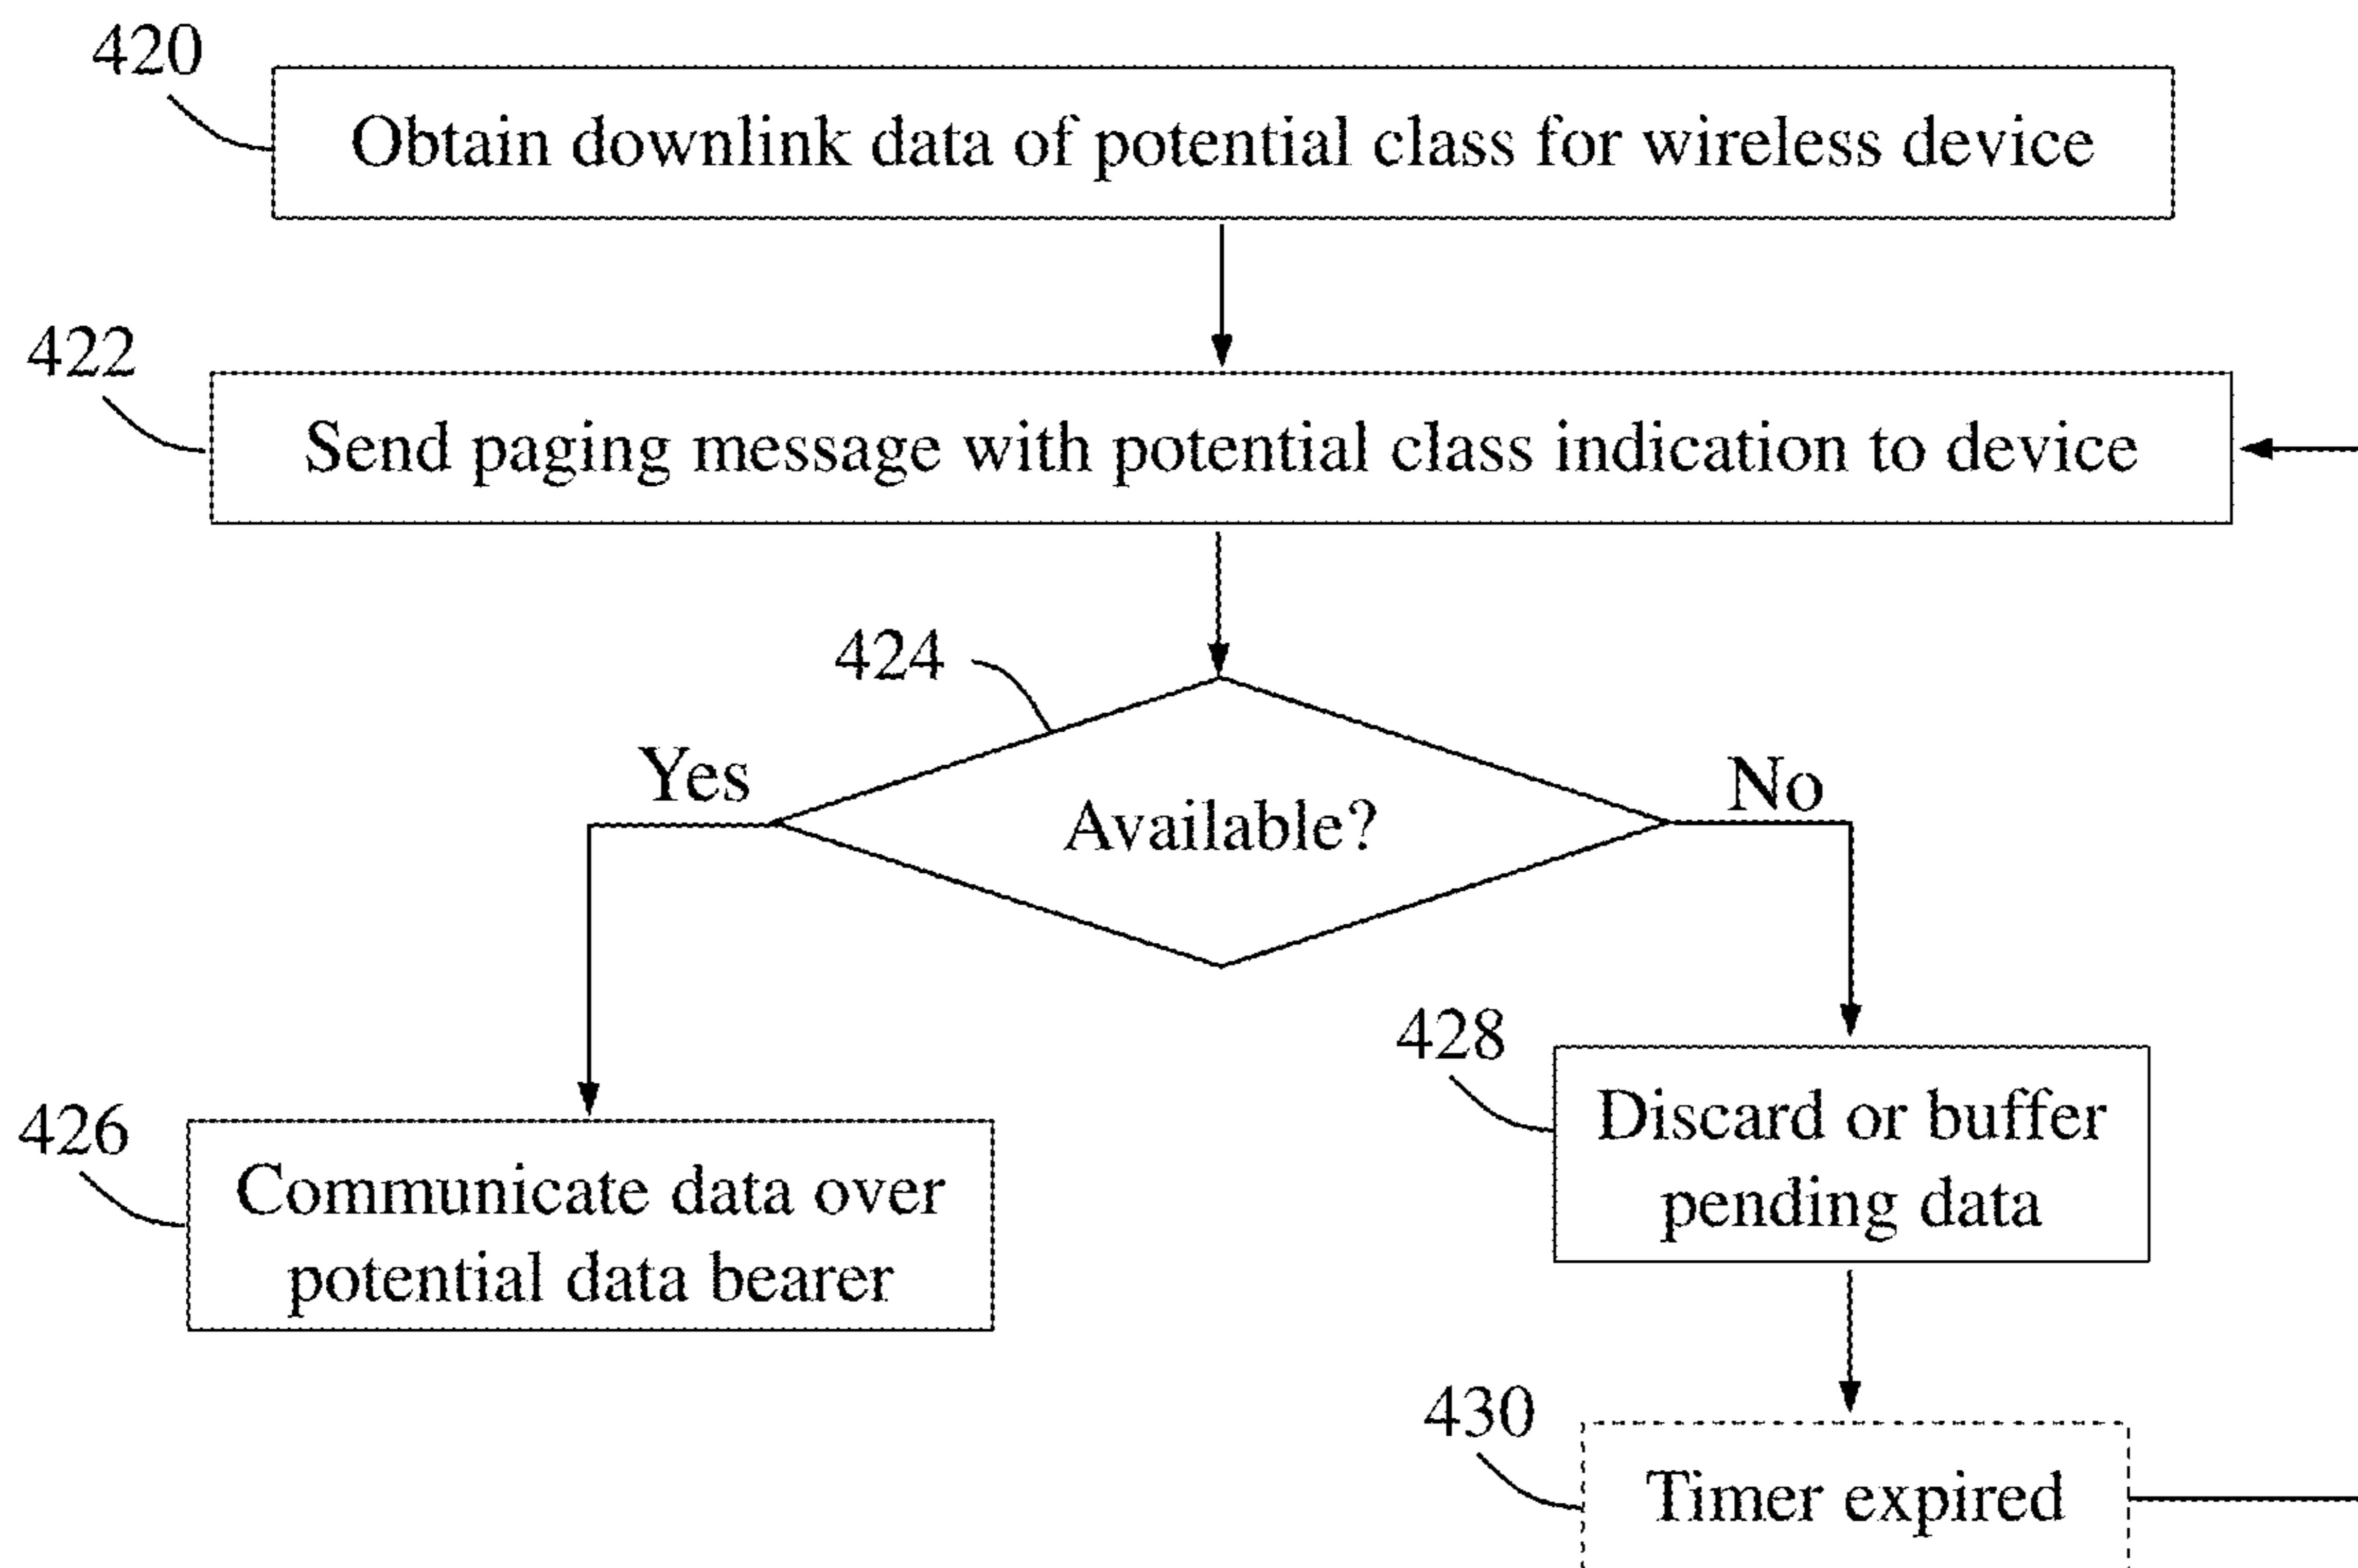 420
Obtain downlink data of potential class for wireless device
422
Send paging message with potential class indication to device
424
Yes
No
Available?
428
Discard or buffer
pending data
426
Communicate data over
potential data bearer
430
Timer expired